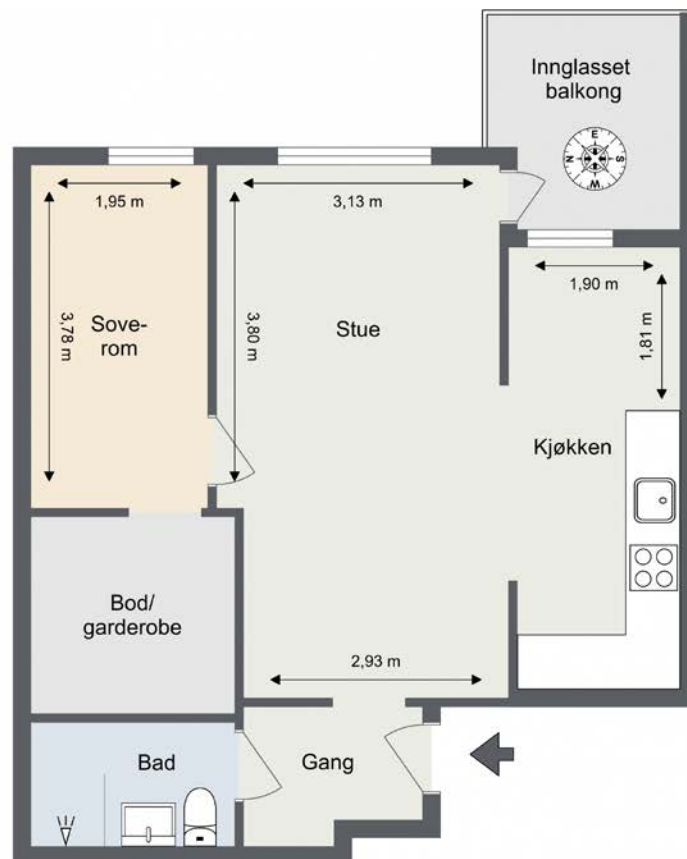 Innglasset
balkong
E
N
S
W
1,95 m
3,13 m
1,90 m
3,78 m
3,80 m
1,81 m
Sove-
rom
Stue
Kjøkken
Bod/
garderobe
2,93 m
Bad
Gang